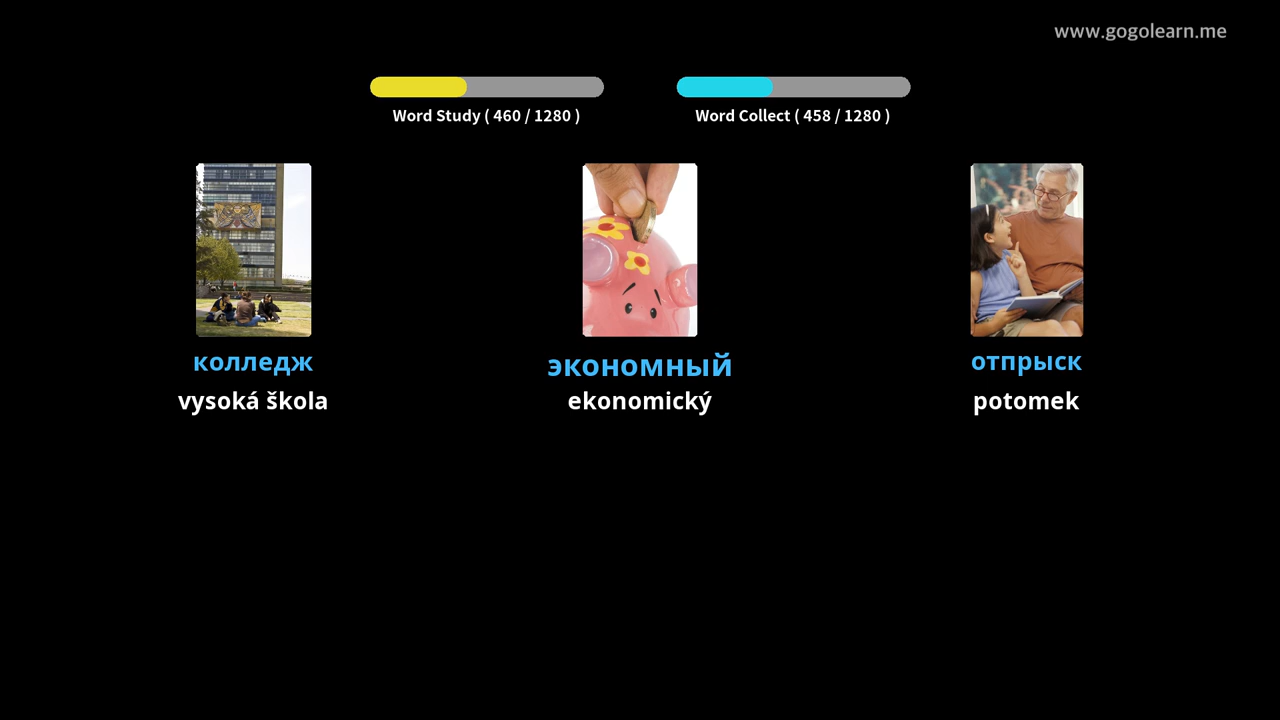 www.gogolearn.me
Word Study ( 460 / 1280 )
Word Collect ( 458 / 1280 )
колледж
экономный
отпрыск
vysoká škola
ekonomický
potomek